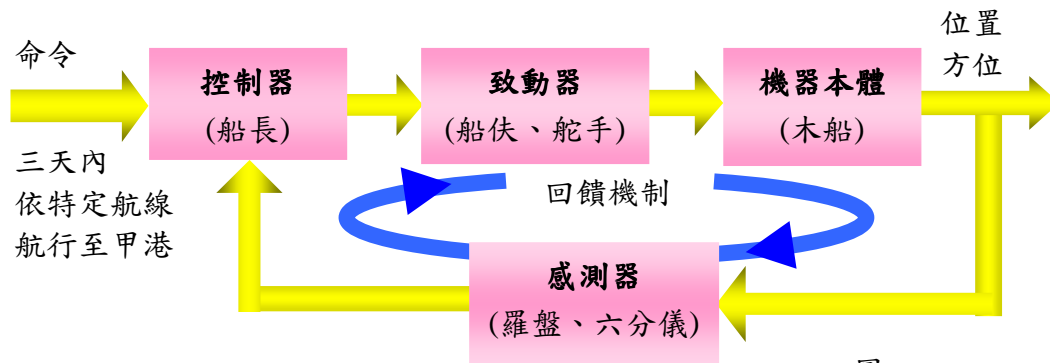 命令
三天內
依特定航線
航行至甲港
控制器
(船長)
致動器
(船伕、舵手)
機器本體
(木船)
位置
方位
回饋機制
感測器
(羅盤、六分儀)